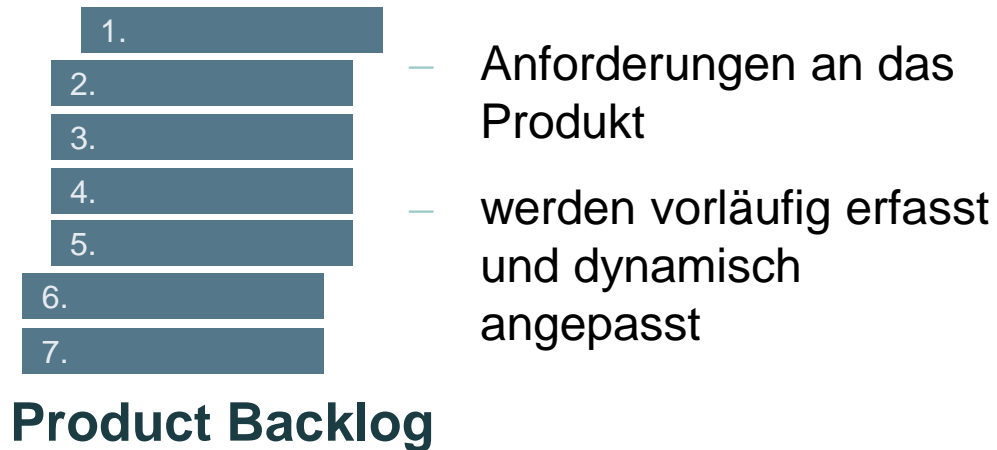 1.
2.
3.
4.
5.
6.
7.
Product Backlog
– Anforderungen an das
Produkt
– werden vorläufig erfasst
und dynamisch
angepasst